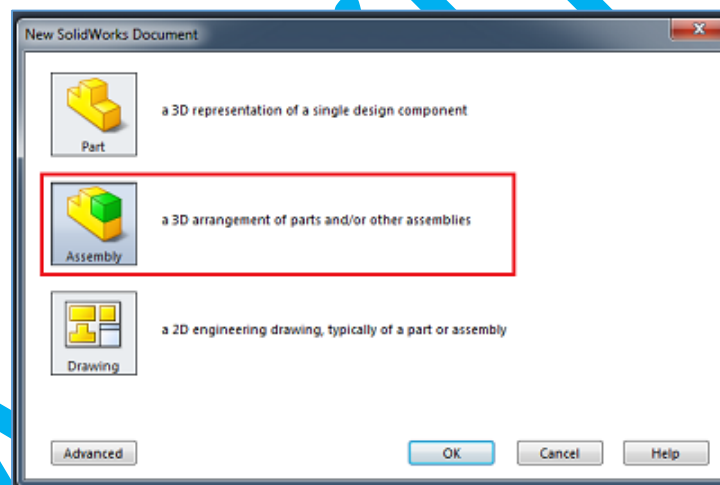 New SolidWorks Document
Part
a 3D representation of a single design component
Assembly
a 3D arrangement of parts and/or other assemblies
Drawing
a 2D engineering drawing, typically of a part or assembly
Advanced
OK
Cancel
Help